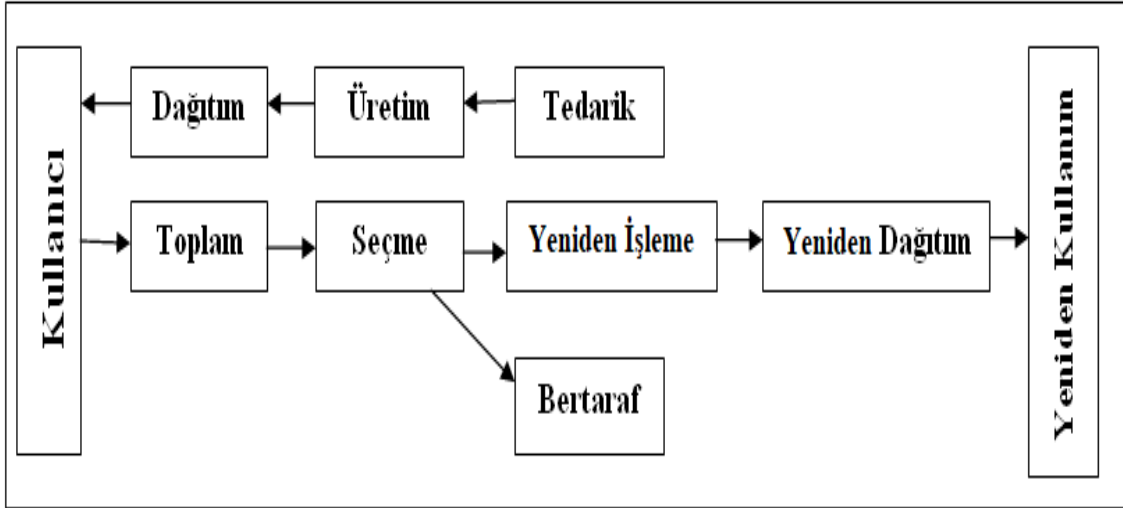 Kullanıcı
Dağıtım
Üretim
Tedarik
Toplam
Seçme
Yeniden İşleme
Yeniden Dağıtım
Bertaraf
Yeniden Kullanım